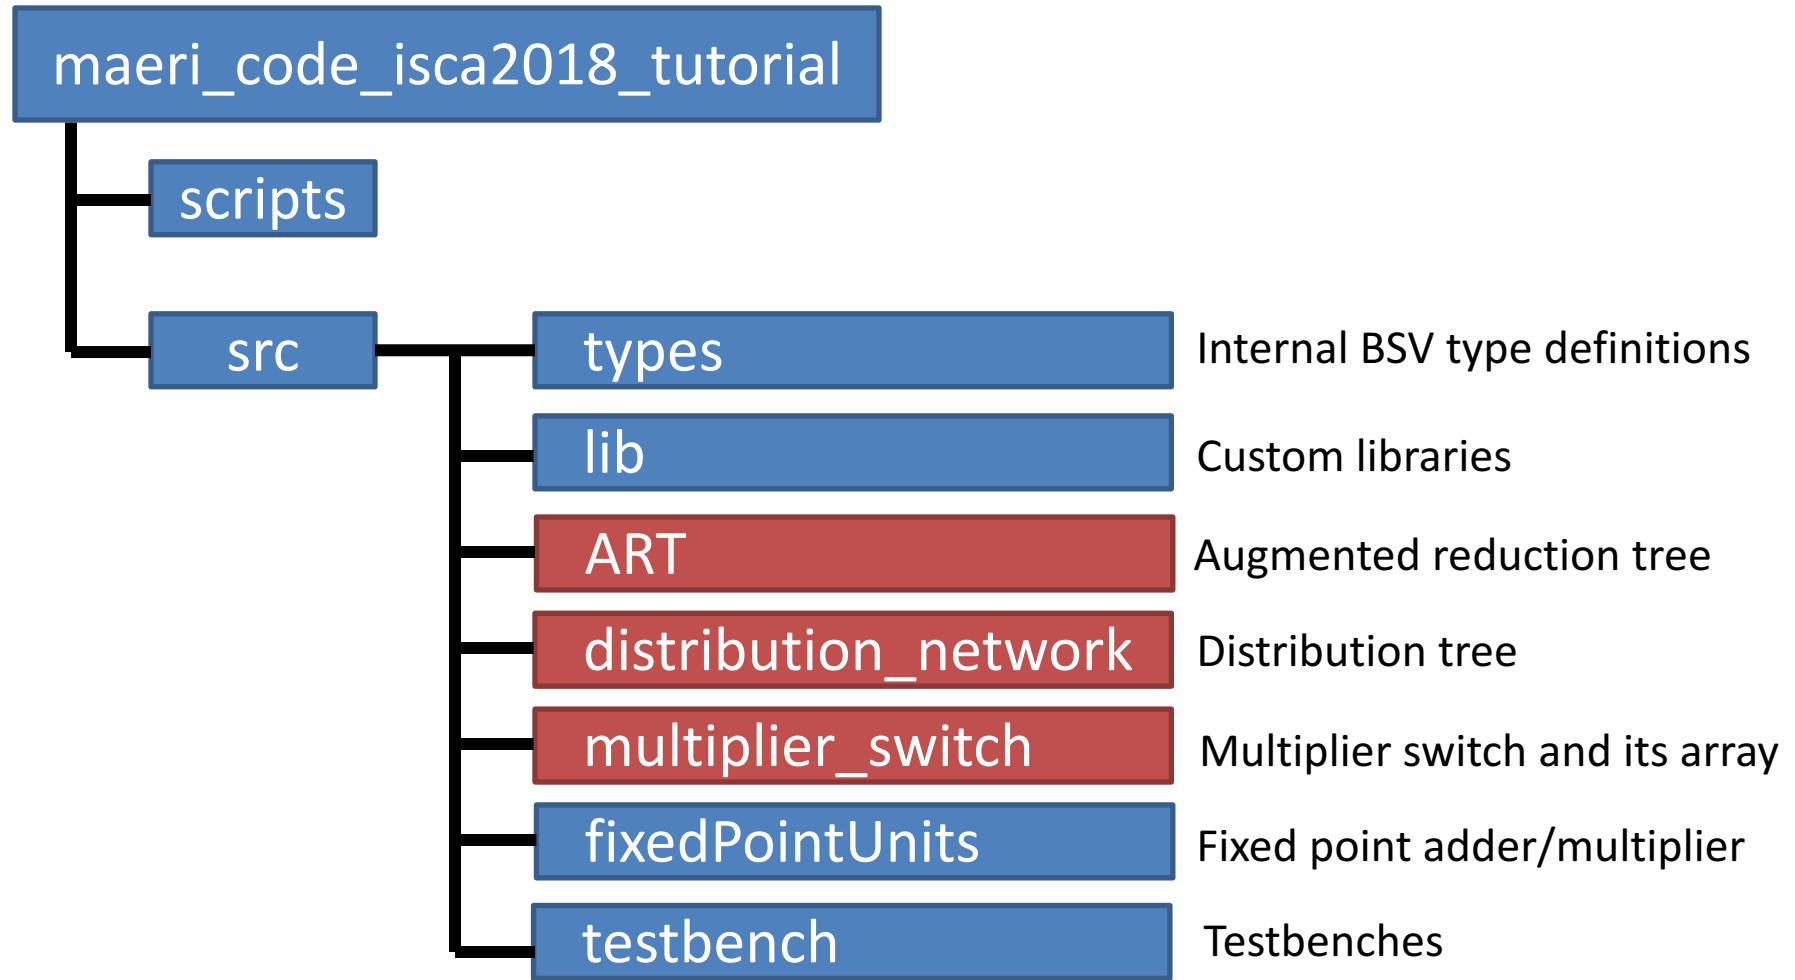 maeri_code_isca2018_tutorial
scripts
src
types
Internal BSV type definitions
lib
Custom libraries
ART
Augmented reduction tree
distribution_network
Distribution tree
multiplier_switch
Multiplier switch and its array
fixedPointUnits
Fixed point adder/multiplier
testbench
Testbenches